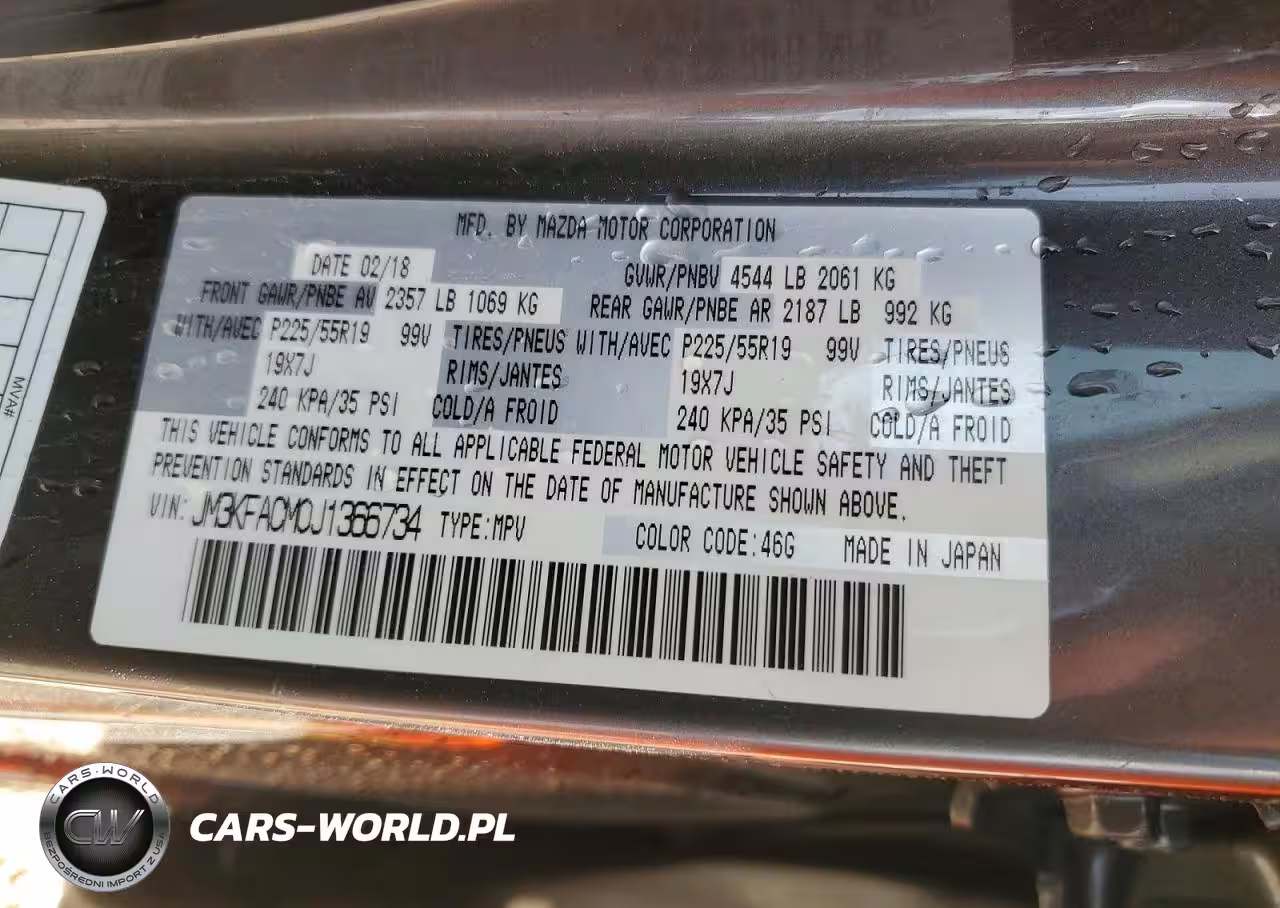 MFD. BY MAZDA MOTOR CORPORATION
DATE 02/18 GVWR/PNBV 4544 LB 2061 KG
FRONT GAWR/PNBE AV 2357 LB 1069 KG REAR GAWR/PNBE AR 2187 LB 992 KG
WITH/AVEC P225/55R19 99V TIRES/PNEUS WITH/AVEC P225/55R19 99V TIRES/PNEUS
19X7J RIMS/JANTES 19X7J RIMS/JANTES
240 KPA/35 PSI COLD/A FROID 240 KPA/35 PSI COLD/A FROID
THIS VEHICLE CONFORMS TO ALL APPLICABLE FEDERAL MOTOR VEHICLE SAFETY AND THEFT
PREVENTION STANDARDS IN EFFECT ON THE DATE OF MANUFACTURE SHOWN ABOVE.
VIN: JM3KFACM0J1366734 TYPE:MPV COLOR CODE:46G MADE IN JAPAN
MVA#
CARS-WORLD
CW
BEZPOŚREDNI IMPORT Z USA
CARS-WORLD.PL